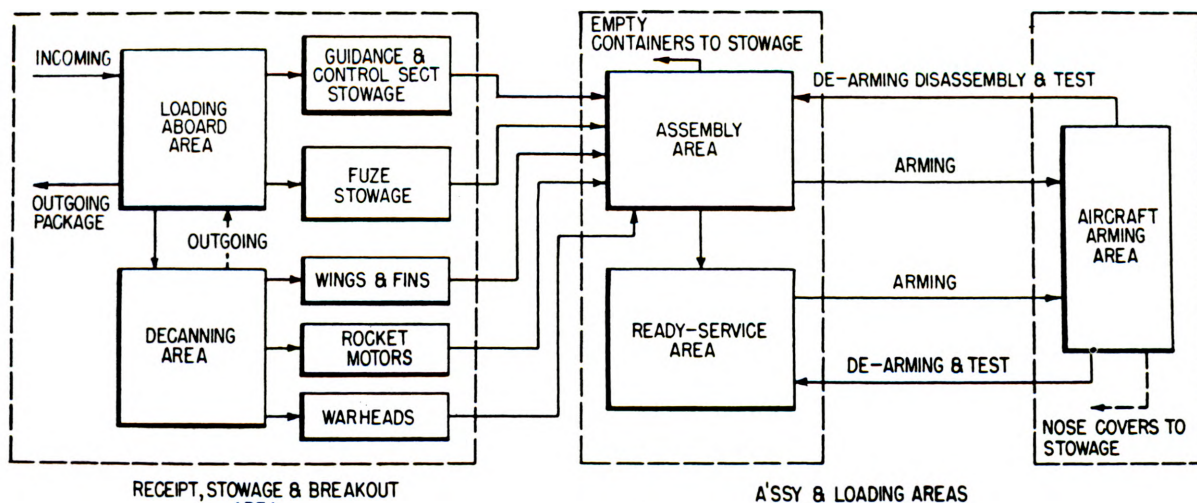 INCOMING
LOADING
ABOARD
AREA
OUTGOING
PACKAGE
OUTGOING
DECANNING
AREA
GUIDANCE &
CONTROL SECT
STOWAGE
FUZE
STOWAGE
WINGS & FINS
ROCKET
MOTORS
WARHEADS
RECEIPT, STOWAGE & BREAKOUT
EMPTY
CONTAINERS TO STOWAGE
ASSEMBLY
AREA
READY-SERVICE
AREA
DE-ARMING DISASSEMBLY & TEST
ARMING
ARMING
DE-ARMING & TEST
AIRCRAFT
ARMING
AREA
NOSE COVERS TO
STOWAGE
A'SSY & LOADING AREAS